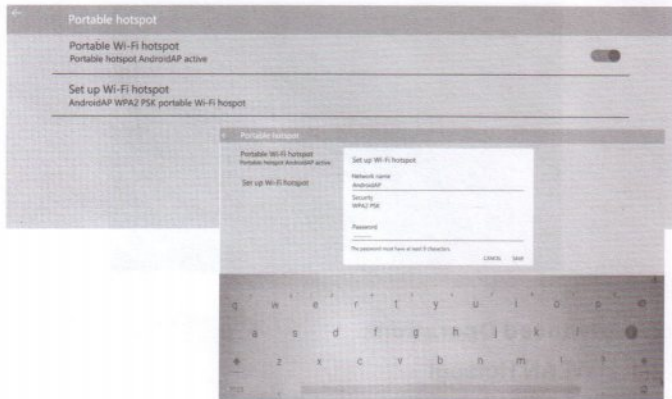 Portable hotspot
Portable Wi-Fi hotspot
Portable hotspot AndroidAP active
Set up Wi-Fi hotspot
AndroidAP WPA2 PSK portable Wi-Fi hospot
Portable hotspot
Portable Wi-Fi hotspot
Portable hotspot AndroidAP active
Set up Wi-Fi hotspot
Set up Wi-Fi hotspot
Network name
AndroidAP
Security
WPA2 PSK
Password
The password must have at least 8 characters.
CANCEL SAVE
q w e r t y u i o p
a s d f g h j k l
z x c v b n m ! ?